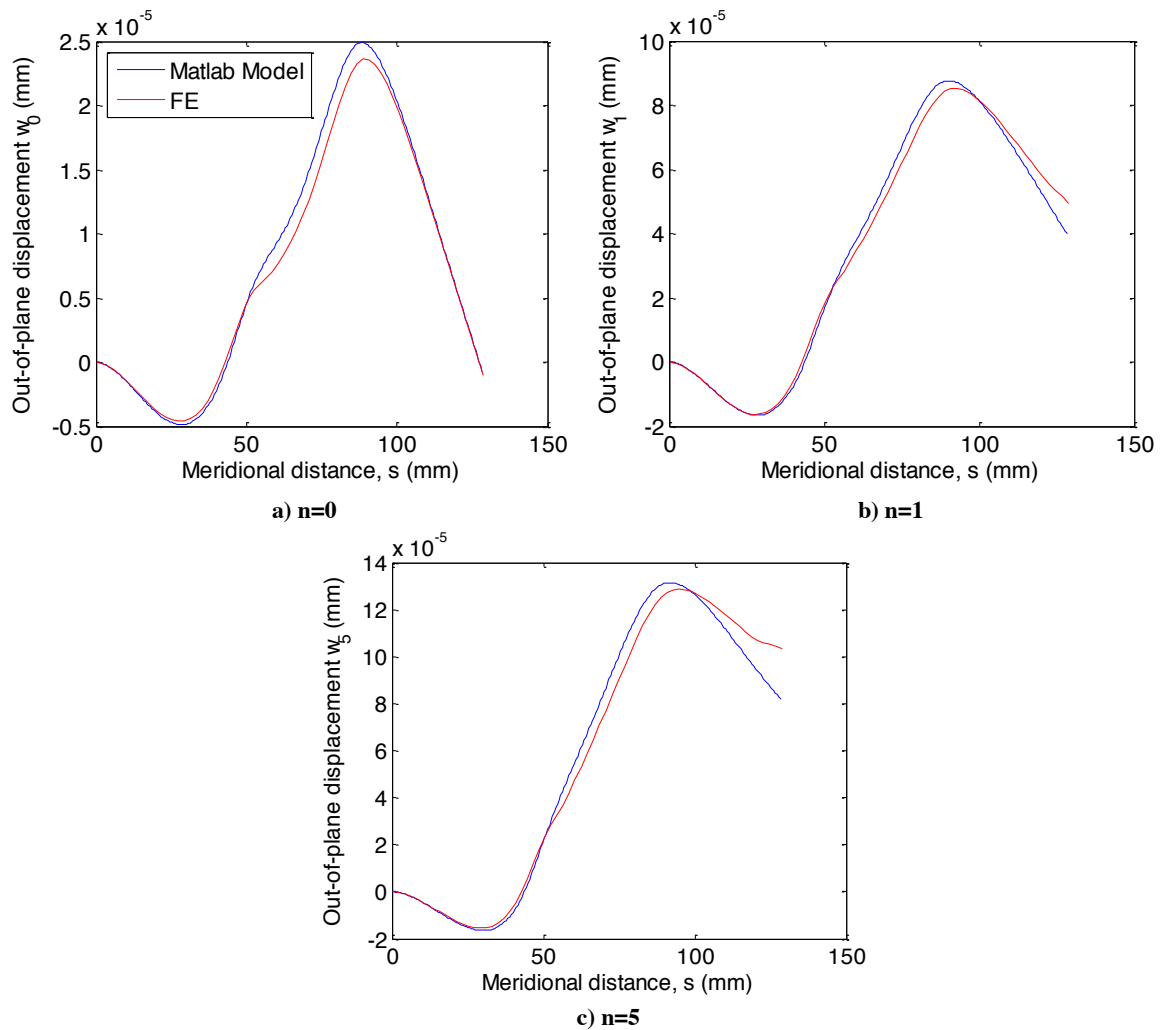 x 10^-5
2.5
2
1.5
1
0.5
0
-0.5
Out-of-plane displacement w_0 (mm)
Matlab Model
FE
0
50
100
150
Meridional distance, s (mm)
a) n=0
x 10^-5
10
8
6
4
2
0
-2
Out-of-plane displacement w_1 (mm)
0
50
100
150
Meridional distance, s (mm)
b) n=1
x 10^-5
14
12
10
8
6
4
2
0
-2
Out-of-plane displacement w_5 (mm)
0
50
100
150
Meridional distance, s (mm)
c) n=5